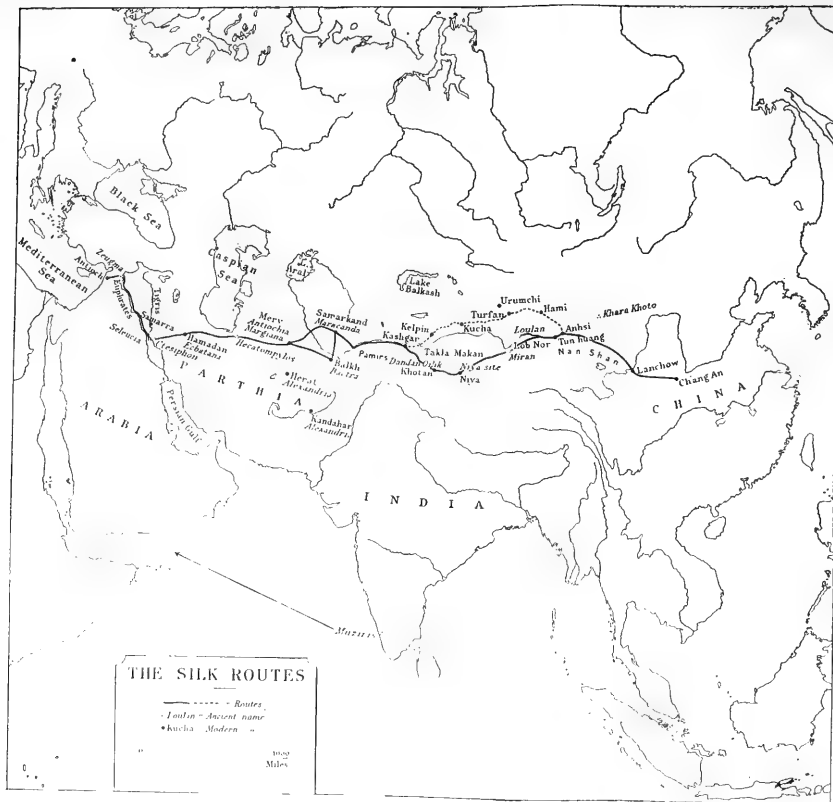 Black Sea
Mediterranean
Sea
Zeugma
Antioch
Euphrates
Tigris
Caspian
Sea
Aral
Lake
Balkash
Samarra
Seleucia
Ctesiphon
Hamadan
Ecbatana
Hecatompylos
Merv
Antiochia
Margiana
Samarkand
Maracanda
Balkh
Bactra
Herat
Alexandria
Kandahar
Alexandria
PARTHIA
ARABIA
Persian Gulf
Pamirs
Kelpin
Kashgar
Dandan Uilik
Khotan
Takla Makan
Kucha
Turfan
Urumchi
Hami
Niya site
Niya
Loulan
Lob Nor
Miran
Anhsi
Tun huang
Nan Shan
Khara Khoto
Lanchow
Chang An
CHINA
INDIA
Muziris
THE SILK ROUTES
Routes
Loulan = Ancient name
Kucha Modern "
0 1000
Miles